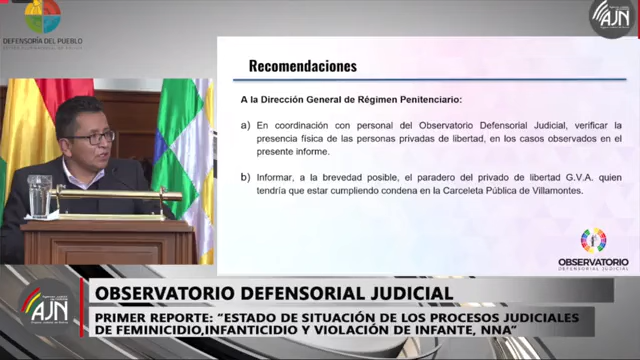 DEFENSORÍA DEL PUEBLO
AJN
Recomendaciones
A la Dirección General de Régimen Penitenciario:
a) En coordinación con personal del Observatorio Defensorial Judicial, verificar la
presencia física de las personas privadas de libertad, en los casos observados en el
presente informe.
b) Informar, a la brevedad posible, el paradero del privado de libertad G.V.A. quien
tendría que estar cumpliendo condena en la Carceleta Pública de Villamontes.
OBSERVATORIO
DEFENSORIAL JUDICIAL
AJN
OBSERVATORIO DEFENSORIAL JUDICIAL
PRIMER REPORTE: “ESTADO DE SITUACIÓN DE LOS PROCESOS JUDICIALES
DE FEMINICIDIO,INFANTICIDIO Y VIOLACIÓN DE INFANTE, NNA”